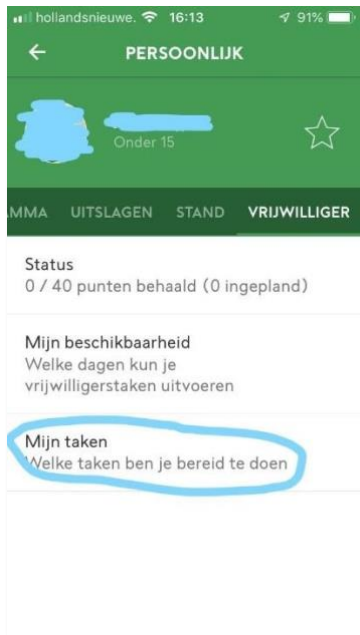 hollandsnieuwe. 16:13 91%
PERSOONLIJK
Onder 15
AMMA UITSLAGEN STAND VRIJWILLIGER
Status
0 / 40 punten behaald (0 ingepland)
Mijn beschikbaarheid
Welke dagen kun je
vrijwilligerstaken uitvoeren
Mijn taken
Welke taken ben je bereid te doen